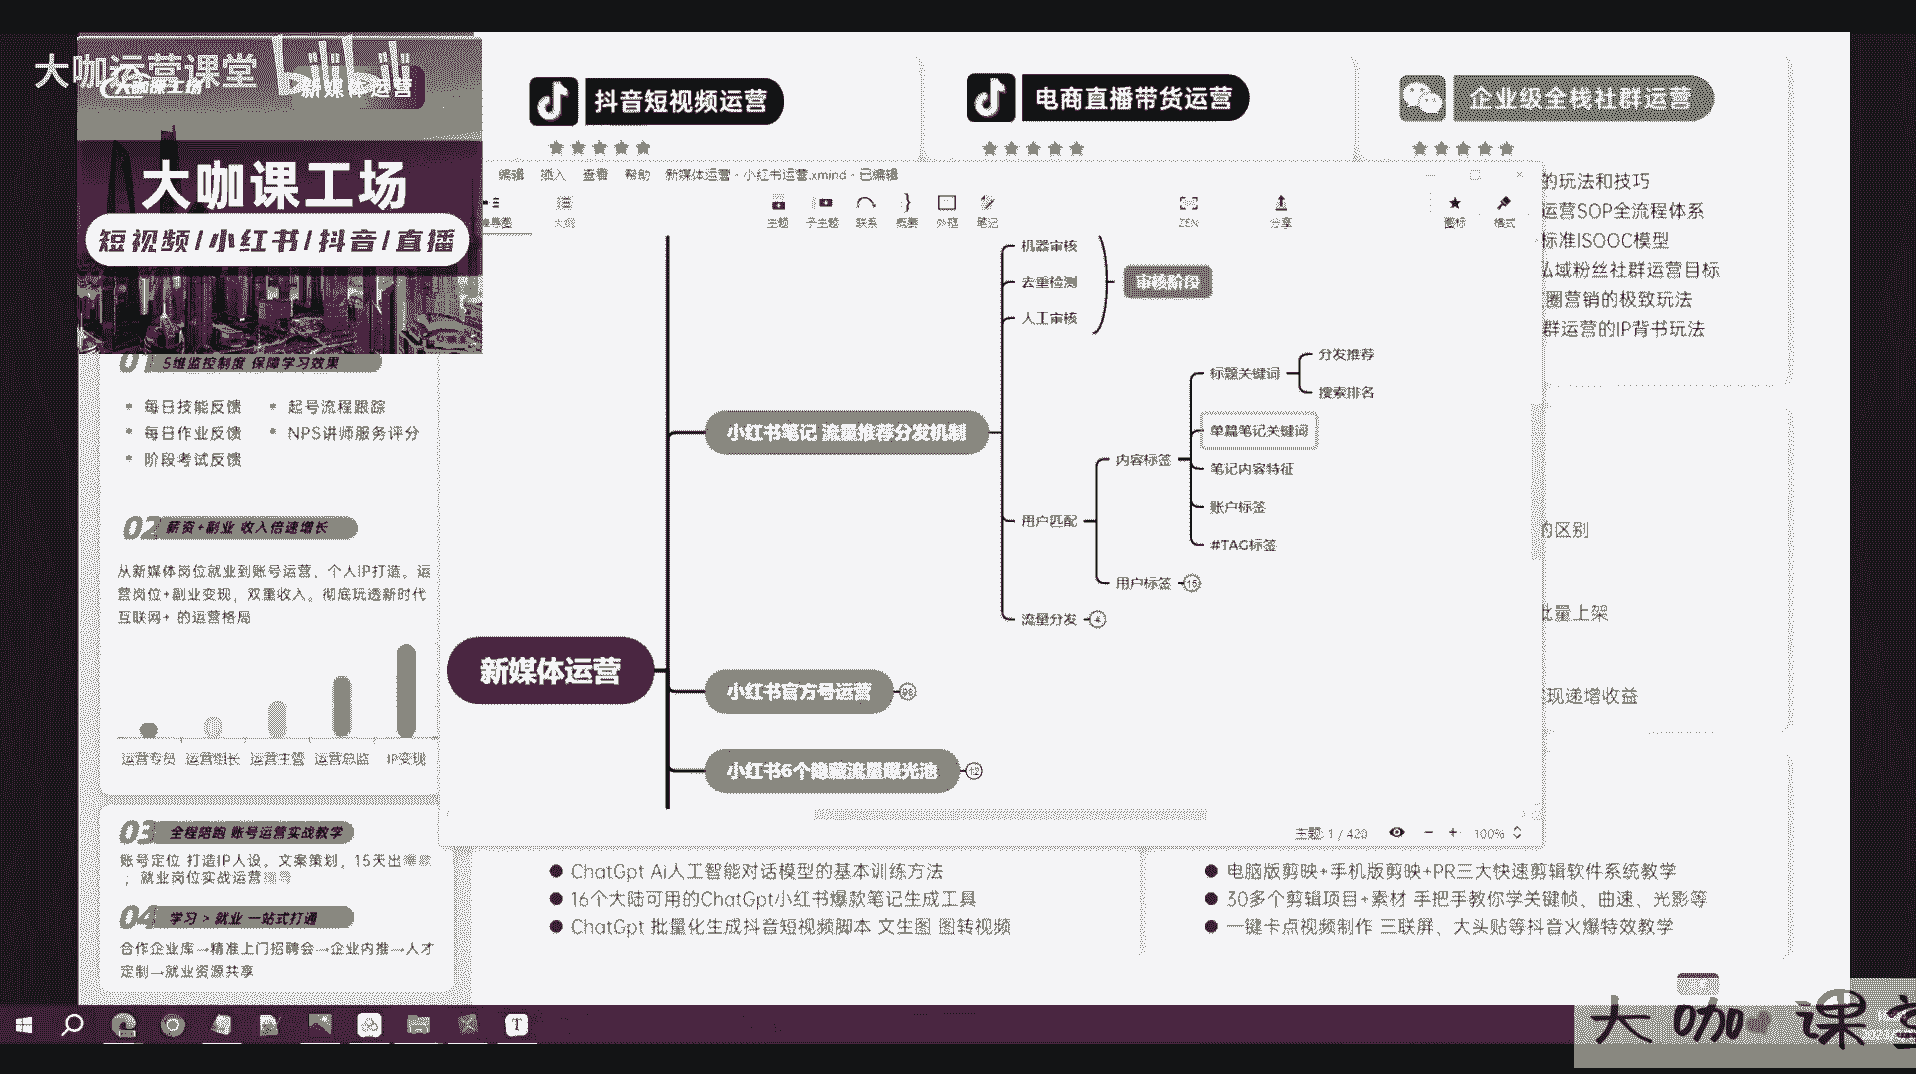 大咖运营课堂
bilibili
大咖课工场
新媒体运营
大咖课工场
短视频/小红书/抖音/直播
01 5维监控制度 保障学习效果
每日技能反馈
起号流程跟踪
每日作业反馈
NPS讲师服务评分
阶段考试反馈
02 薪资+副业 收入倍速增长
从新媒体岗位就业到账号运营，个人IP打造。运
营岗位+副业变现，双重收入。彻底玩透新时代
互联网+ 的运营格局
运营专员 运营组长 运营主管 运营总监 IP变现
03 全程陪跑 账号运营实战教学
账号定位 打造IP人设，文案策划，15天出爆款
；就业岗位实战运营
04 学习 > 就业 一站式打通
合作企业库→精准上门招聘会→企业内推→人才
定制→就业资源共享
抖音短视频运营
电商直播带货运营
企业级全栈社群运营
编辑 插入 查看 帮助 新媒体运营 - 小红书运营.xmind - 已编辑
大纲 主题 子主题 联系 概要 外框 笔记 ZEN 分享 图标 格式
机器审核
去重检测
人工审核
审核阶段
小红书笔记 流量推荐分发机制
分发推荐
标题关键词
搜索排名
单篇笔记关键词
内容标签
笔记内容特征
账户标签
用户匹配
#TAG标签
用户标签 15
流量分发 4
新媒体运营
小红书官方号运营
小红书6个隐藏流量曝光池 12
主题: 1 / 420
100%
的玩法和技巧
运营SOP全流程体系
标准ISOOC模型
私域粉丝社群运营目标
圈营销的极致玩法
群运营的IP背书玩法
的区别
批量上架
现递增收益
ChatGpt Ai人工智能对话模型的基本训练方法
16个大陆可用的ChatGpt小红书爆款笔记生成工具
ChatGpt 批量化生成抖音短视频脚本 文生图 图转视频
电脑版剪映+手机版剪映+PR三大快速剪辑软件系统教学
30多个剪辑项目+素材 手把手教你学关键帧、曲速、光影等
一键卡点视频制作 三联屏、大头贴等抖音火爆特效教学
大咖课堂